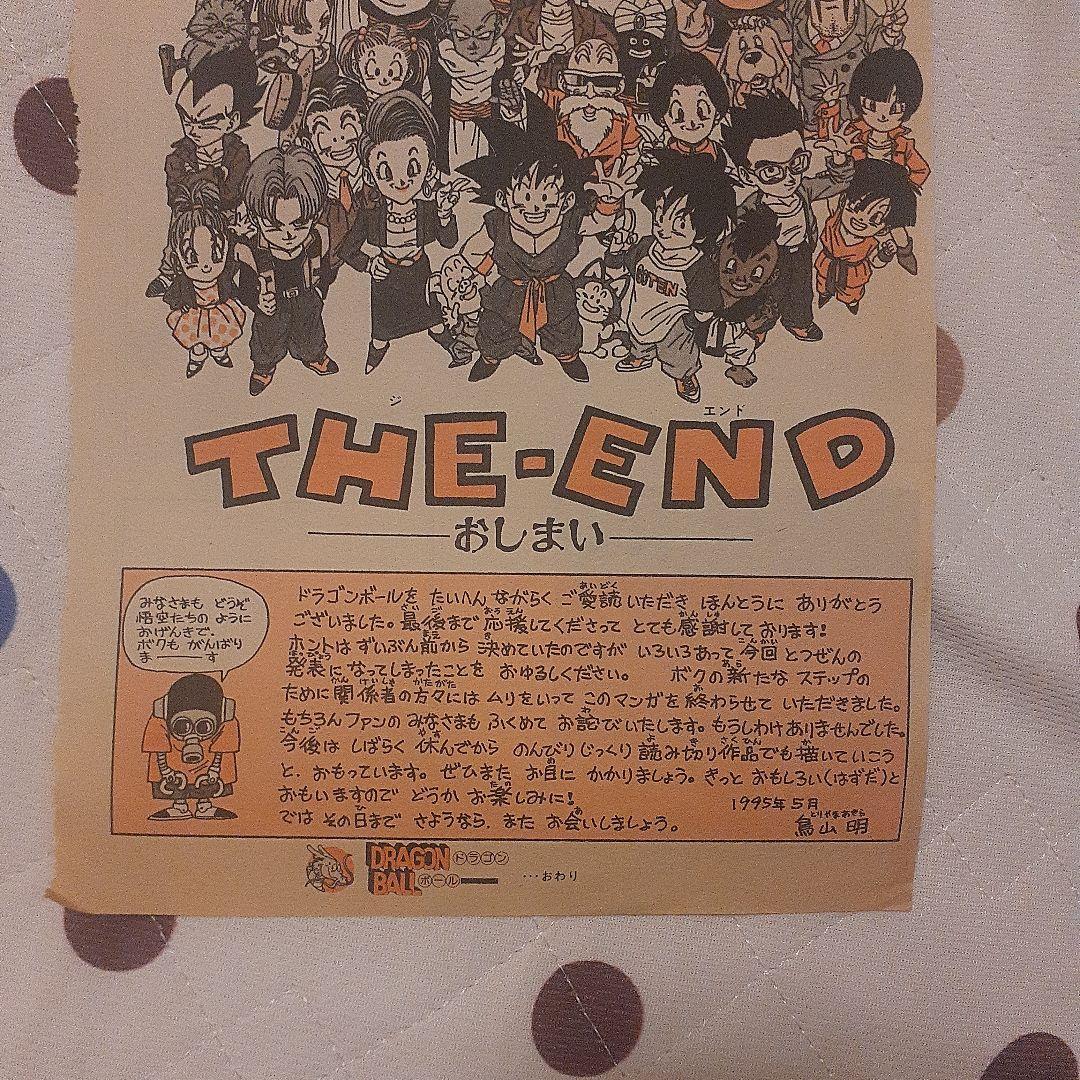 GOTEN
THE-END
ジ エンド
おしまい
みなさまも どうぞ
悟空たちの ように
おげんきで.
ボクも がんばり
ま———す
ドラゴンボールを たいへん ながらく ご愛読いただき ほんとうに ありがとう
ございました。最後まで 応援してくださって とても感謝しております!
ホントは ずいぶん前から 決めていたのですが いろいろあって 今回 とつぜんの
発表になってしまったことを おゆるしください。 ボクの新たな ステップの
ために 関係者の方々には ムリをいって このマンガを終わらせて いただきました。
もちろん ファンの みなさまも ふくめて お詫びいたします。もうしわけ ありませんでした。
今後は しばらく 休んでから のんびりじっくり 読み切り作品でも 描いていこう
と、おもっています。 ぜひまた お目に かかりましょう。きっと おもしろい(はずだ)と
おもいますので どうか お楽しみに!
では その日まで さようなら、また お会いしましょう。
1995年5月
鳥山 明
DRAGON ドラゴン
BALL ボール — …おわり